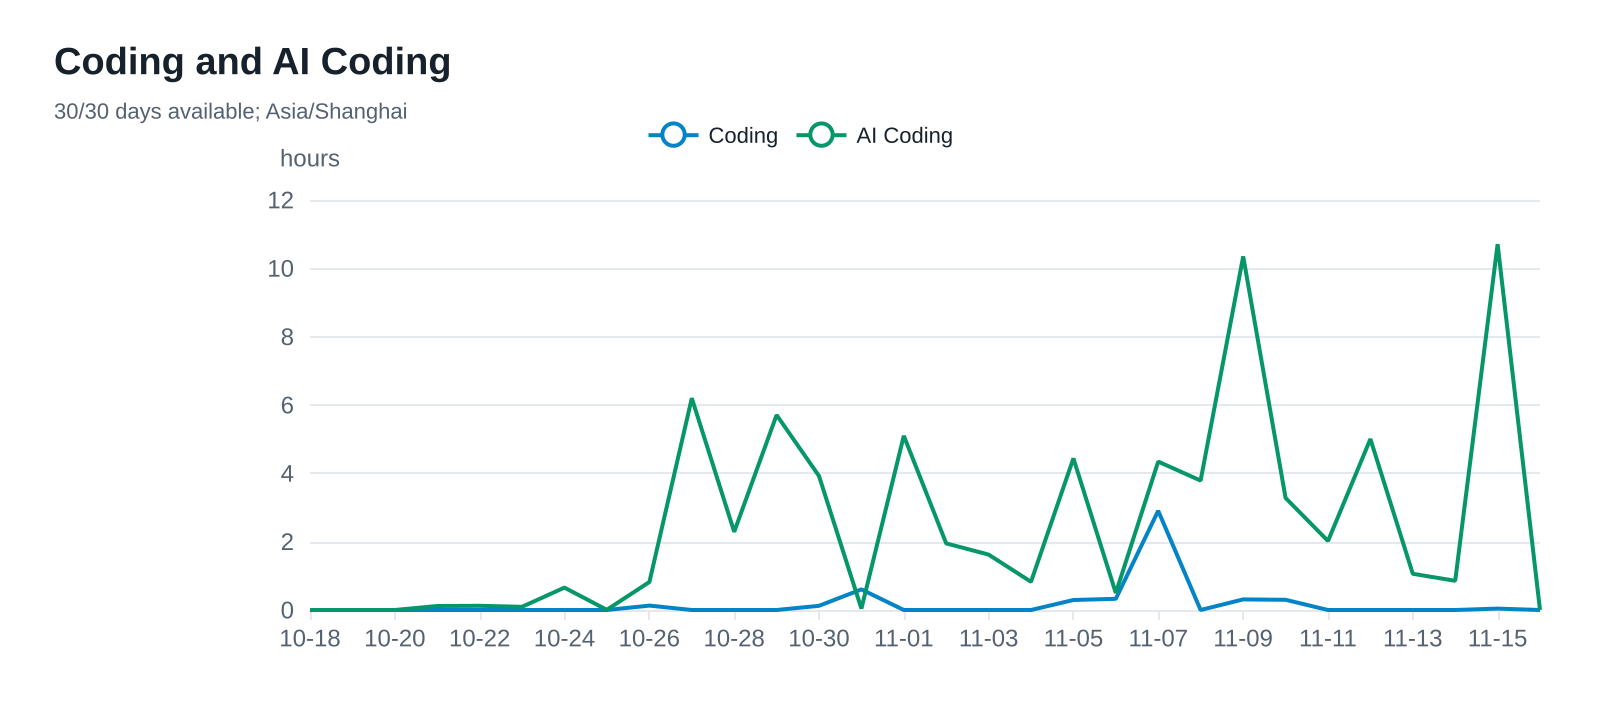 Coding and AI Coding
30/30 days available; Asia/Shanghai
Coding AI Coding
hours
12
10
8
6
4
2
0
10-18 10-20 10-22 10-24 10-26 10-28 10-30 11-01 11-03 11-05 11-07 11-09 11-11 11-13 11-15